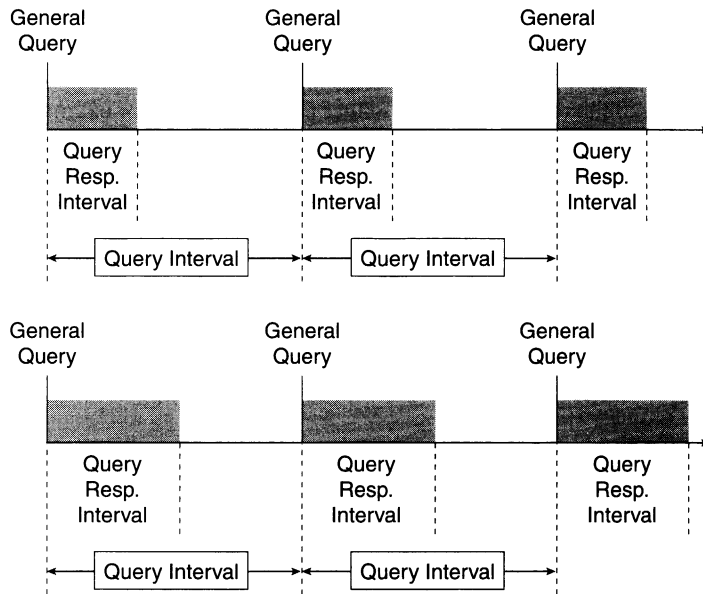 General
Query
General
Query
General
Query
Query
Resp.
Interval
Query
Resp.
Interval
Query
Resp.
Interval
Query Interval
Query Interval
General
Query
General
Query
General
Query
Query
Resp.
Interval
Query
Resp.
Interval
Query
Resp.
Interval
Query Interval
Query Interval